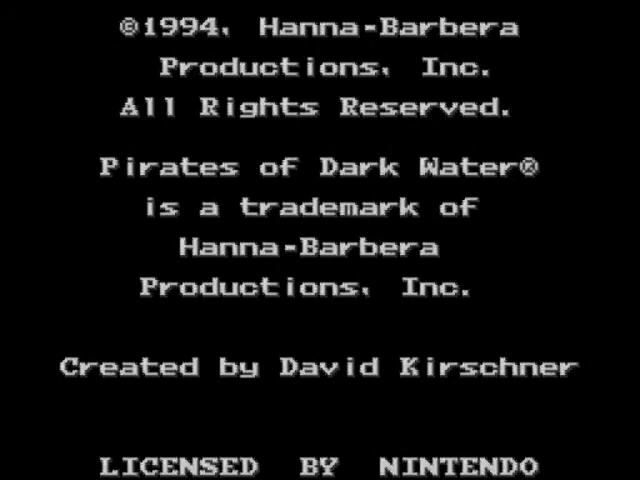 ©1994, Hanna-Barbera
Productions, Inc.
All Rights Reserved.
Pirates of Dark Water®
is a trademark of
Hanna-Barbera
Productions, Inc.
Created by David Kirschner
LICENSED BY NINTENDO